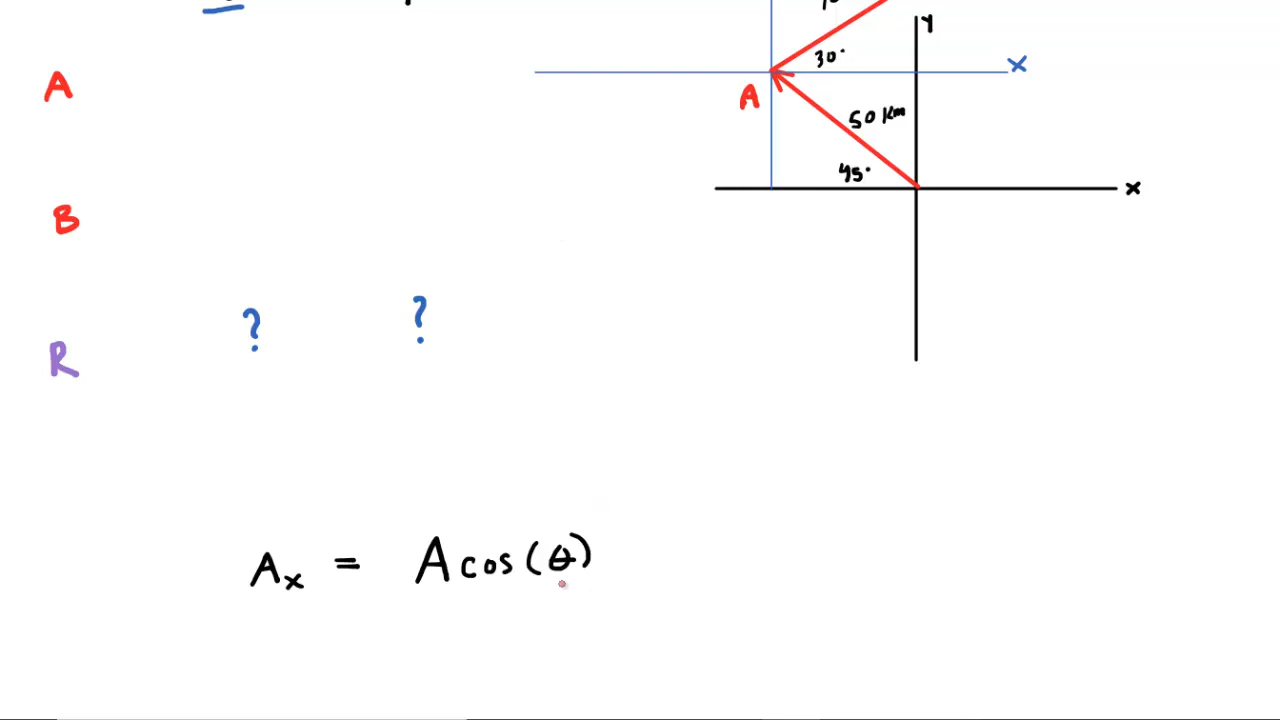 Y
30°
x
A
A
50 Km
45°
x
B
?
?
R
Ax = A cos(θ)